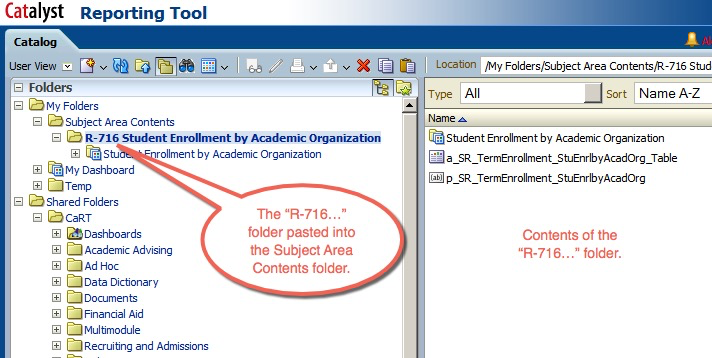 Catalyst Reporting Tool
Catalog
User View
Location /My Folders/Subject Area Contents/R-716 Stud
Folders
My Folders
Subject Area Contents
R-716 Student Enrollment by Academic Organization
Student Enrollment by Academic Organization
My Dashboard
Temp
Shared Folders
CaRT
Dashboards
Academic Advising
Ad Hoc
Data Dictionary
Documents
Financial Aid
Multimodule
Recruiting and Admissions
The “R-716…”
folder pasted into
the Subject Area
Contents folder.
Type All Sort Name A-Z
Name
Student Enrollment by Academic Organization
a_SR_TermEnrollment_StuEnrlbyAcadOrg_Table
p_SR_TermEnrollment_StuEnrlbyAcadOrg
Contents of the
“R-716…” folder.